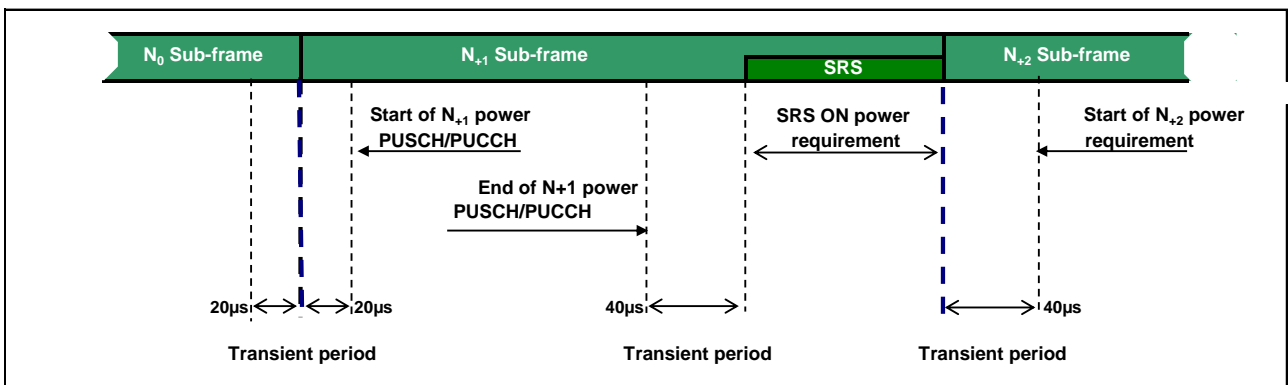 N0 Sub-frame
N+1 Sub-frame
SRS
N+2 Sub-frame
Start of N+1 power
PUSCH/PUCCH
SRS ON power
requirement
Start of N+2 power
requirement
End of N+1 power
PUSCH/PUCCH
20µs
20µs
40µs
40µs
Transient period
Transient period
Transient period